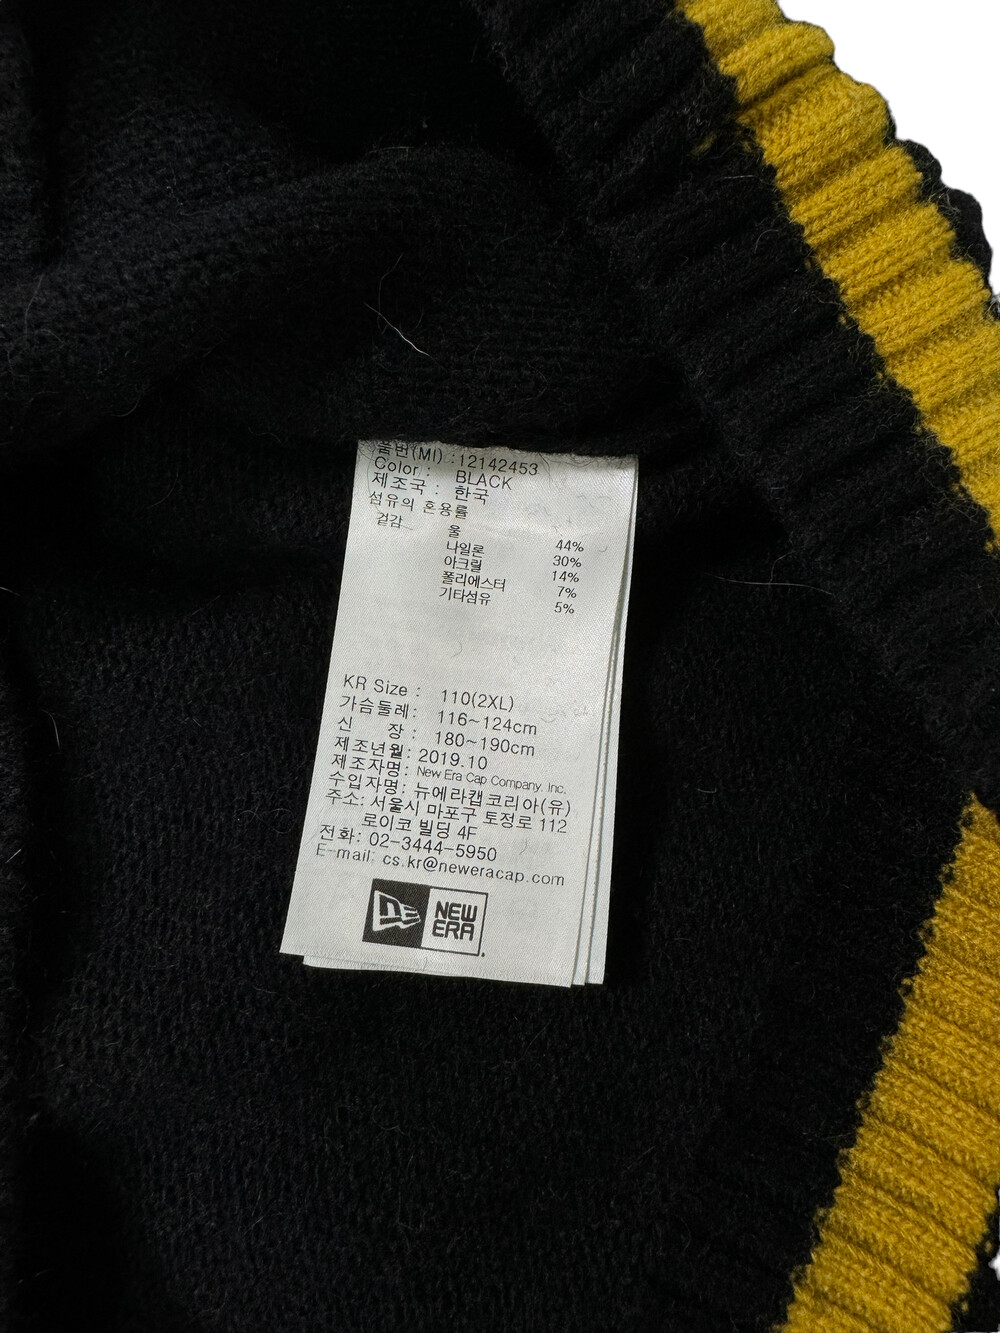 품번(MI) : 12142453
Color : BLACK
제조국 : 한국
섬유의 혼용률
겉감 울 44%
나일론 30%
아크릴 14%
폴리에스터 7%
기타섬유 5%
KR Size : 110(2XL)
가슴둘레: 116~124cm
신 장 : 180~190cm
제조년월: 2019.10
제조자명: New Era Cap Company, Inc.
수입자명: 뉴에라캡코리아(유)
주소: 서울시 마포구 토정로 112
로이코 빌딩 4F
전화: 02-3444-5950
E-mail: cs.kr@neweracap.com
NE NEW
ERA